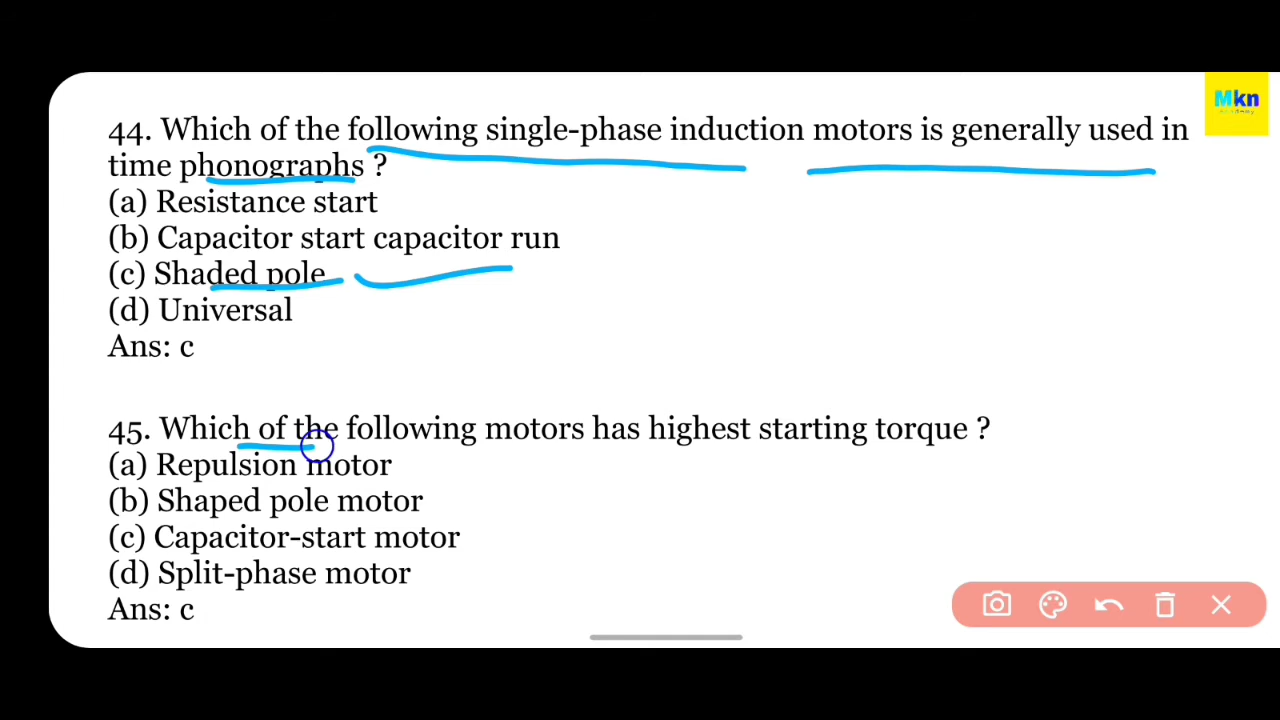 Mkn
44. Which of the following single-phase induction motors is generally used in
time phonographs ?
(a) Resistance start
(b) Capacitor start capacitor run
(c) Shaded pole
(d) Universal
Ans: c
45. Which of the following motors has highest starting torque ?
(a) Repulsion motor
(b) Shaped pole motor
(c) Capacitor-start motor
(d) Split-phase motor
Ans: c